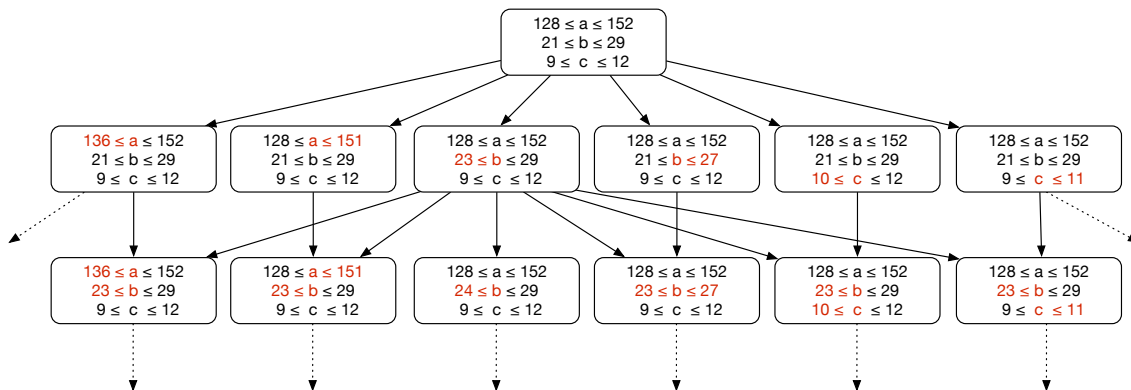 128 ≤ a ≤ 152
21 ≤ b ≤ 29
9 ≤ c ≤ 12
136 ≤ a ≤ 152
21 ≤ b ≤ 29
9 ≤ c ≤ 12
128 ≤ a ≤ 151
21 ≤ b ≤ 29
9 ≤ c ≤ 12
128 ≤ a ≤ 152
23 ≤ b ≤ 29
9 ≤ c ≤ 12
128 ≤ a ≤ 152
21 ≤ b ≤ 27
9 ≤ c ≤ 12
128 ≤ a ≤ 152
21 ≤ b ≤ 29
10 ≤ c ≤ 12
128 ≤ a ≤ 152
21 ≤ b ≤ 29
9 ≤ c ≤ 11
136 ≤ a ≤ 152
23 ≤ b ≤ 29
9 ≤ c ≤ 12
128 ≤ a ≤ 151
23 ≤ b ≤ 29
9 ≤ c ≤ 12
128 ≤ a ≤ 152
24 ≤ b ≤ 29
9 ≤ c ≤ 12
128 ≤ a ≤ 152
23 ≤ b ≤ 27
9 ≤ c ≤ 12
128 ≤ a ≤ 152
23 ≤ b ≤ 29
10 ≤ c ≤ 12
128 ≤ a ≤ 152
23 ≤ b ≤ 29
9 ≤ c ≤ 11